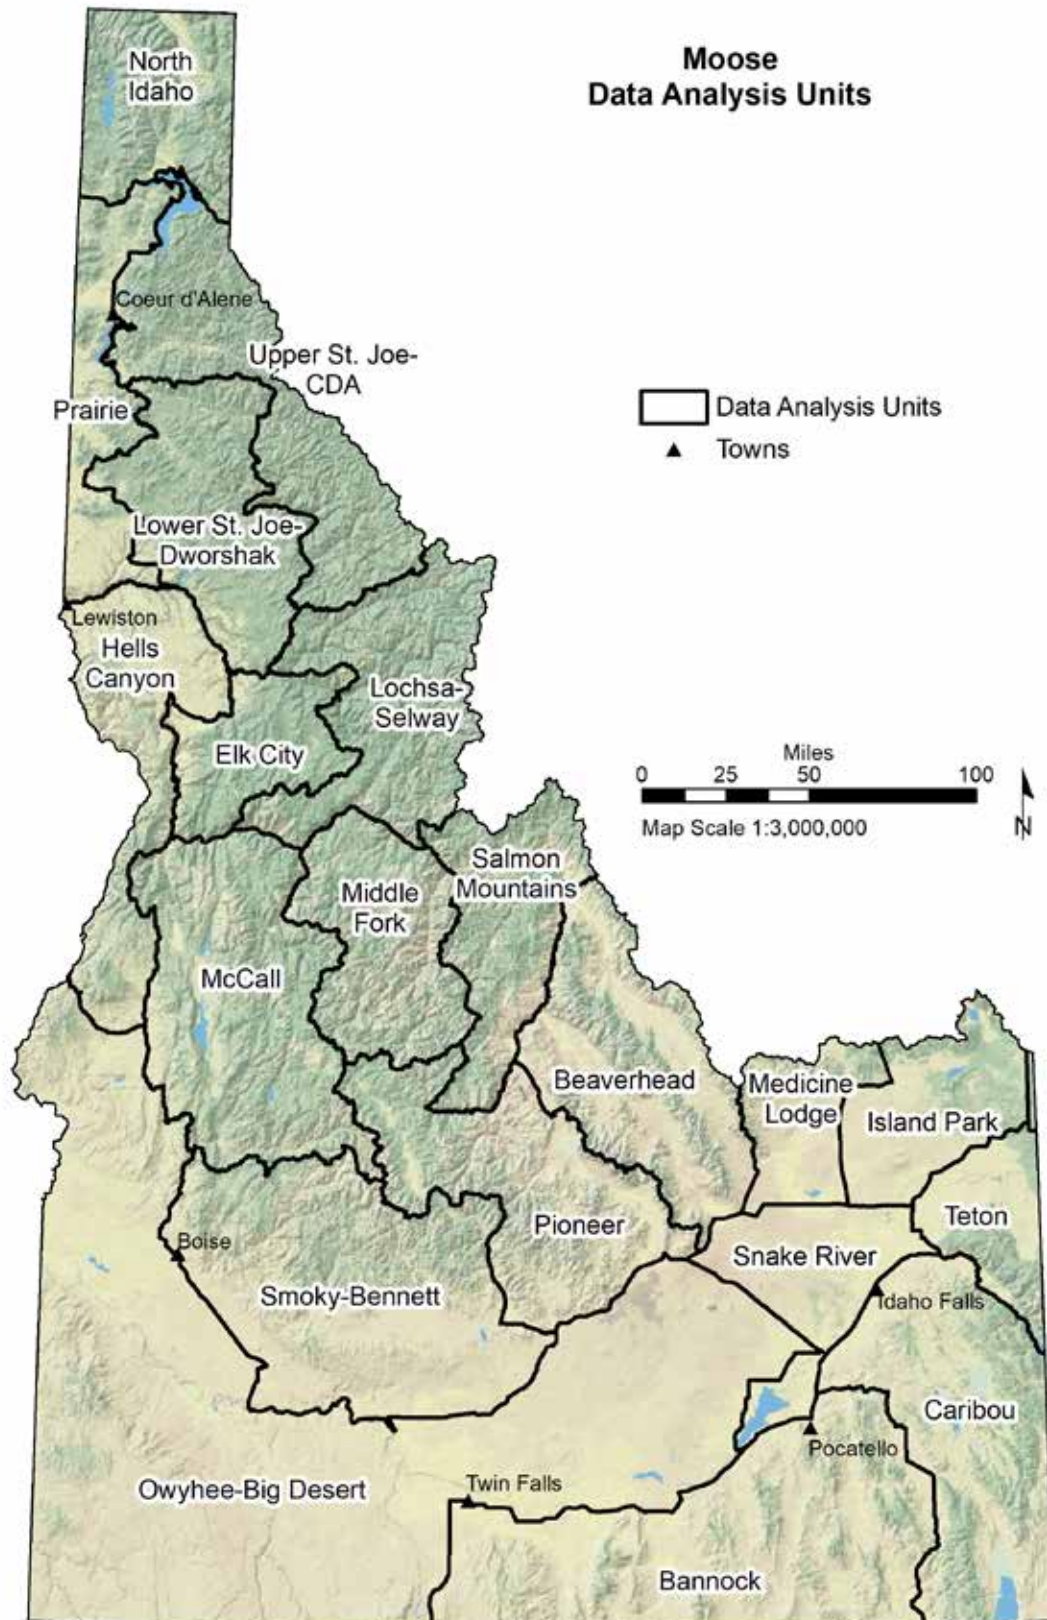 Moose
Data Analysis Units
North
Idaho
Coeur d'Alene
Upper St. Joe-
CDA
Prairie
Data Analysis Units
Towns
Lower St. Joe-
Dworshak
Lewiston
Hells
Canyon
Lochsa-
Selway
Elk City
Miles
0 25 50 100
Map Scale 1:3,000,000
N
Salmon
Mountains
Middle
Fork
McCall
Beaverhead
Medicine
Lodge
Island Park
Teton
Pioneer
Snake River
Boise
Smoky-Bennett
Idaho Falls
Caribou
Pocatello
Twin Falls
Owyhee-Big Desert
Bannock